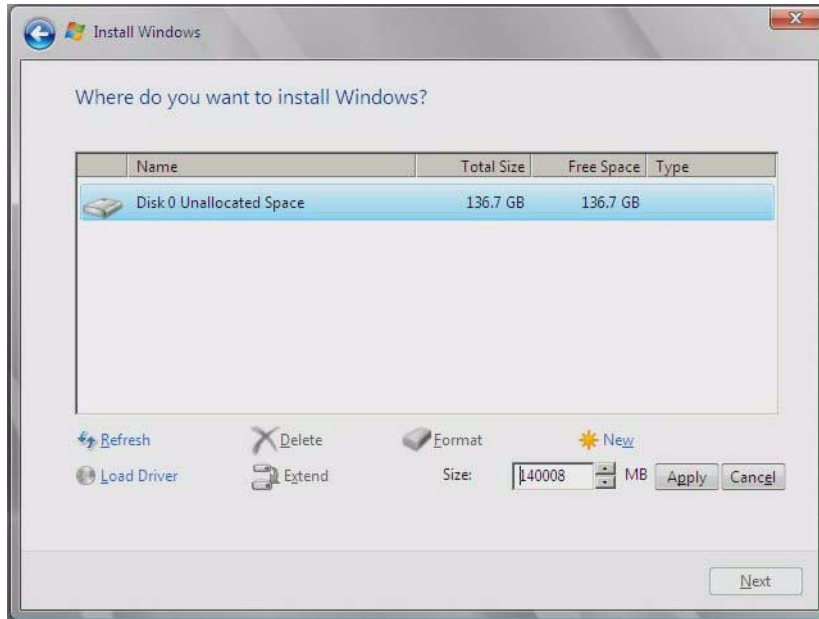 Install Windows
Where do you want to install Windows?
Name Total Size Free Space Type
Disk 0 Unallocated Space 136.7 GB 136.7 GB
Refresh Delete Format New
Load Driver Extend Size: 140008 MB Apply Cancel
Next